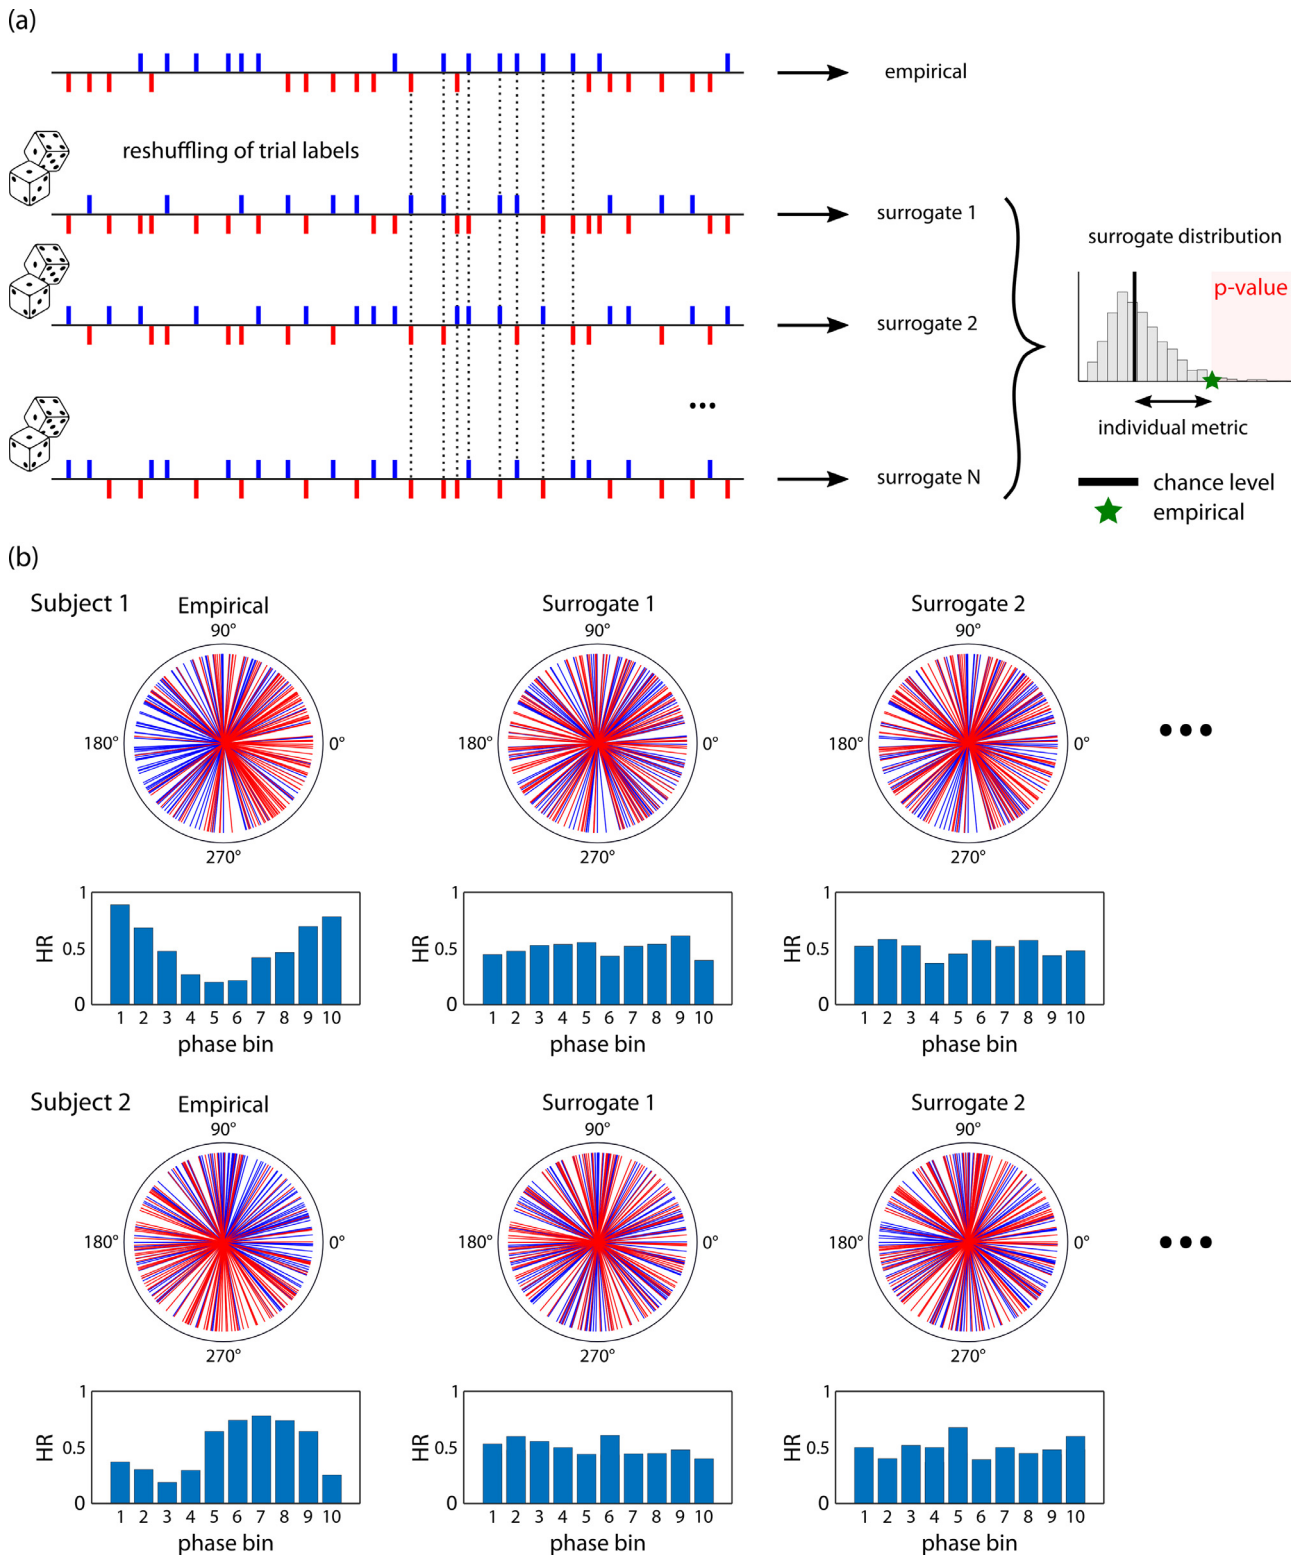 (a)
empirical
reshuffling of trial labels
surrogate 1
surrogate 2
...
surrogate N
surrogate distribution
p-value
individual metric
chance level
empirical
(b)
Subject 1
Empirical
90°
180°
0°
270°
Surrogate 1
90°
180°
0°
270°
Surrogate 2
90°
180°
0°
270°
...
HR
1
0.5
0
1 2 3 4 5 6 7 8 9 10
phase bin
HR
1
0.5
0
1 2 3 4 5 6 7 8 9 10
phase bin
HR
1
0.5
0
1 2 3 4 5 6 7 8 9 10
phase bin
Subject 2
Empirical
90°
180°
0°
270°
Surrogate 1
90°
180°
0°
270°
Surrogate 2
90°
180°
0°
270°
...
HR
1
0.5
0
1 2 3 4 5 6 7 8 9 10
phase bin
HR
1
0.5
0
1 2 3 4 5 6 7 8 9 10
phase bin
HR
1
0.5
0
1 2 3 4 5 6 7 8 9 10
phase bin